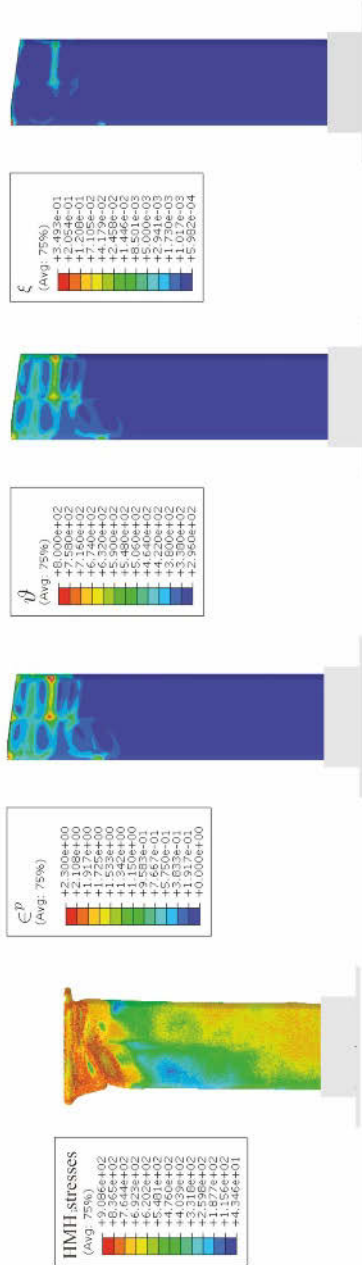 HMH stresses
(Avg: 75%)
+9.086e+02
+8.365e+02
+7.644e+02
+6.923e+02
+6.202e+02
+5.481e+02
+4.760e+02
+4.039e+02
+3.318e+02
+2.598e+02
+1.877e+02
+1.156e+02
+4.346e+01
ϵᵖ
(Avg: 75%)
+2.300e+00
+2.108e+00
+1.917e+00
+1.725e+00
+1.533e+00
+1.342e+00
+1.150e+00
+9.583e-01
+7.667e-01
+5.750e-01
+3.833e-01
+1.917e-01
+0.000e+00
ϑ
(Avg: 75%)
+8.000e+02
+7.580e+02
+7.160e+02
+6.740e+02
+6.320e+02
+5.900e+02
+5.480e+02
+5.060e+02
+4.640e+02
+4.220e+02
+3.800e+02
+3.380e+02
+2.960e+02
ξ
(Avg: 75%)
+3.493e-01
+2.054e-01
+1.208e-01
+7.105e-02
+4.179e-02
+2.458e-02
+1.446e-02
+8.501e-03
+5.000e-03
+2.941e-03
+1.730e-03
+1.017e-03
+5.982e-04